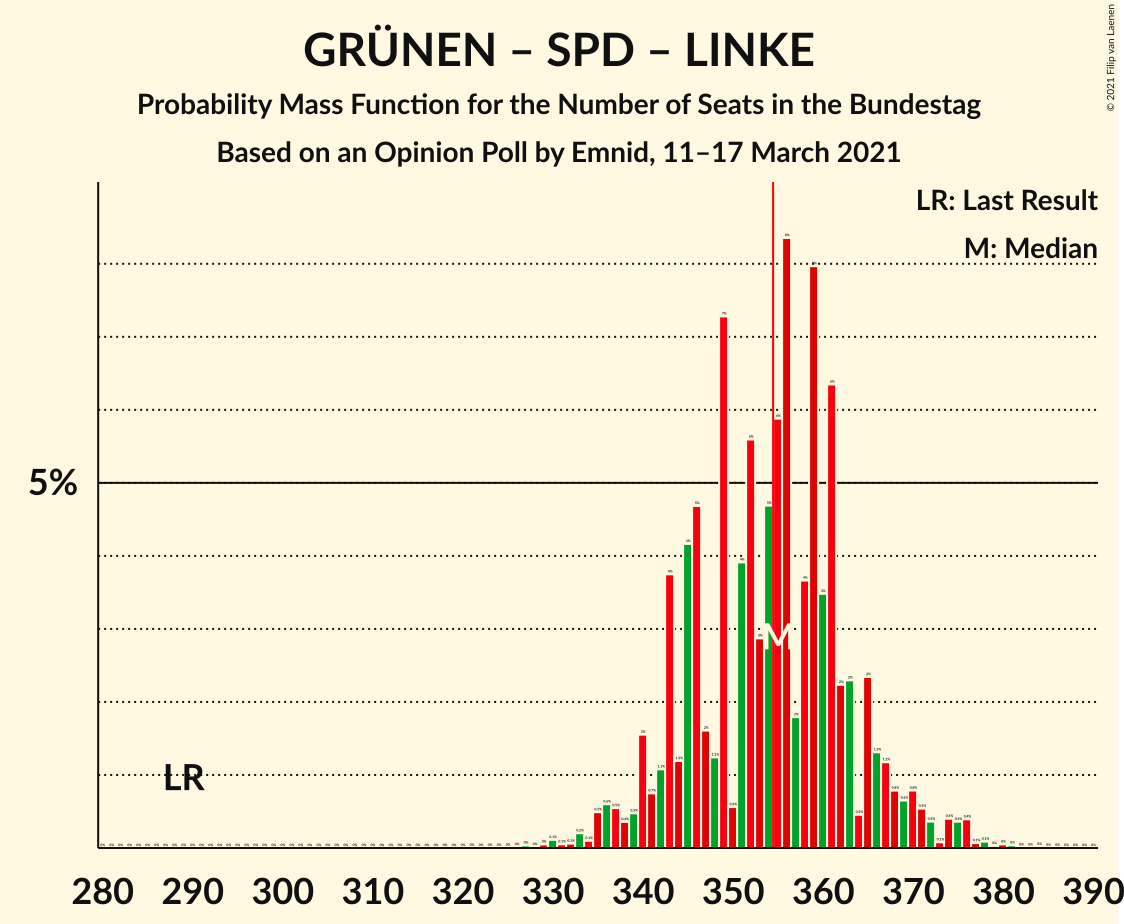 GRÜNEN – SPD – LINKE
Probability Mass Function for the Number of Seats in the Bundestag
Based on an Opinion Poll by Emnid, 11–17 March 2021
© 2021 Filip van Laenen
LR: Last Result
M: Median
5%
M
LR
280 290 300 310 320 330 340 350 360 370 380 390